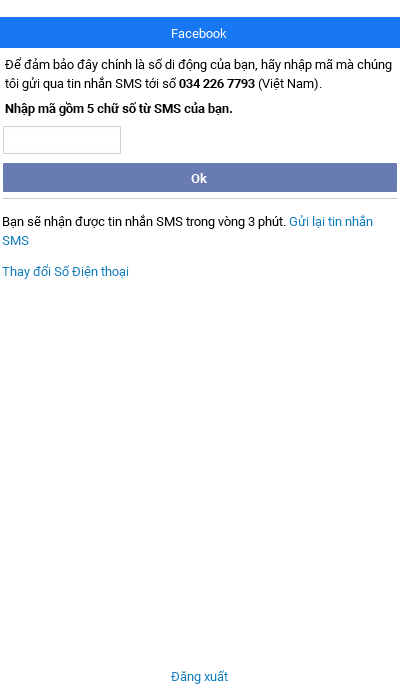 Facebook
Để đảm bảo đây chính là số di động của bạn, hãy nhập mã mà chúng
tôi gửi qua tin nhắn SMS tới số 034 226 7793 (Việt Nam).
Nhập mã gồm 5 chữ số từ SMS của bạn.
Ok
Bạn sẽ nhận được tin nhắn SMS trong vòng 3 phút. Gửi lại tin nhắn
SMS
Thay đổi Số Điện thoại
Đăng xuất